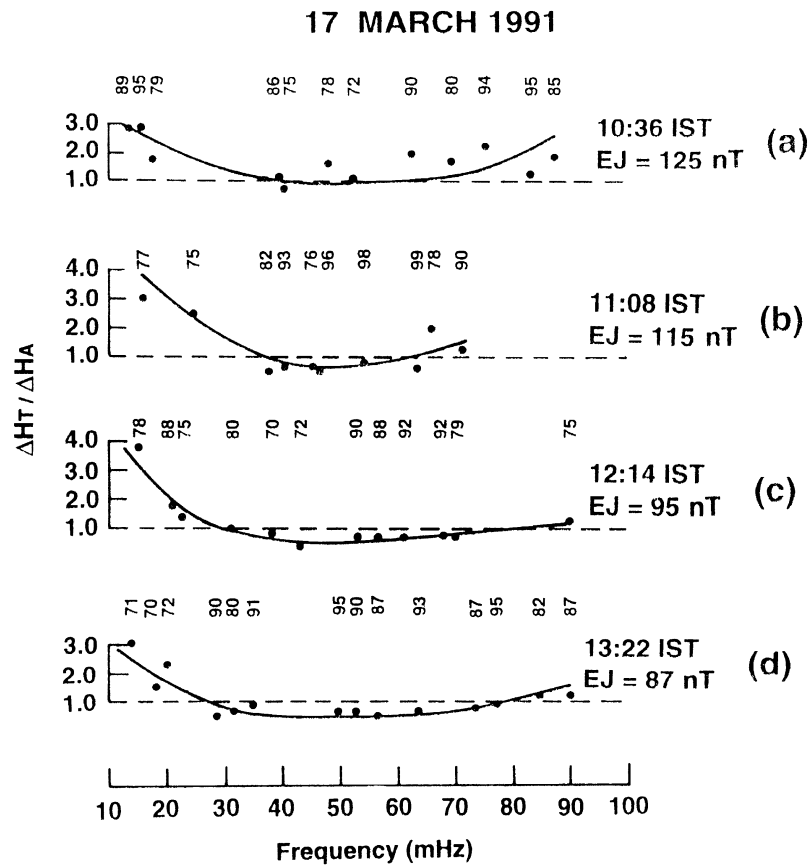 17 MARCH 1991
89 95 79 86 75 78 72 90 80 94 95 85
3.0
2.0
1.0
10:36 IST
EJ = 125 nT
(a)
77 75 82 93 76 96 98 99 78 90
4.0
3.0
2.0
1.0
11:08 IST
EJ = 115 nT
(b)
ΔHT / ΔHA
78 88 75 80 70 72 90 88 92 92 79 75
4.0
3.0
2.0
1.0
12:14 IST
EJ = 95 nT
(c)
71 70 72 90 80 91 95 90 87 93 87 95 82 87
3.0
2.0
1.0
13:22 IST
EJ = 87 nT
(d)
10 20 30 40 50 60 70 80 90 100
Frequency (mHz)